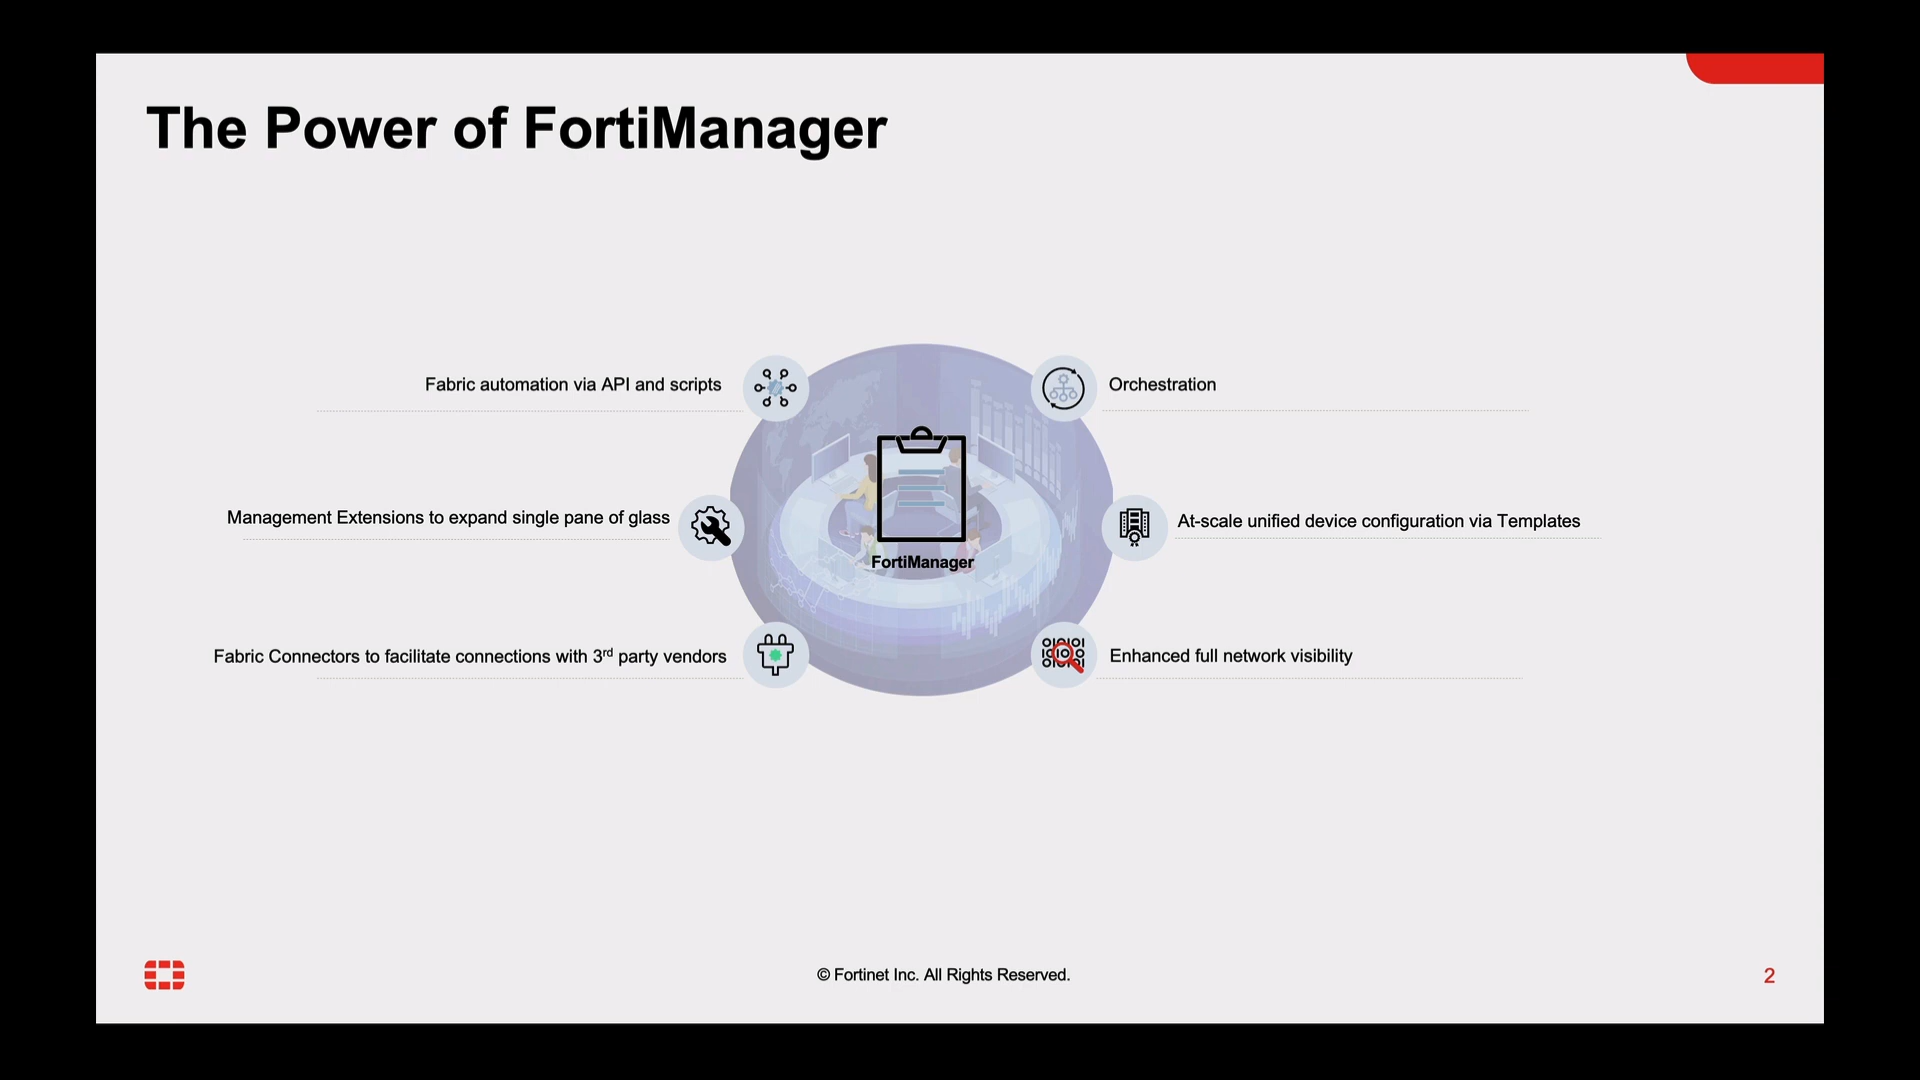 The Power of FortiManager
Fabric automation via API and scripts
Orchestration
Management Extensions to expand single pane of glass
At-scale unified device configuration via Templates
FortiManager
Fabric Connectors to facilitate connections with 3rd party vendors
Enhanced full network visibility
© Fortinet Inc. All Rights Reserved.
2